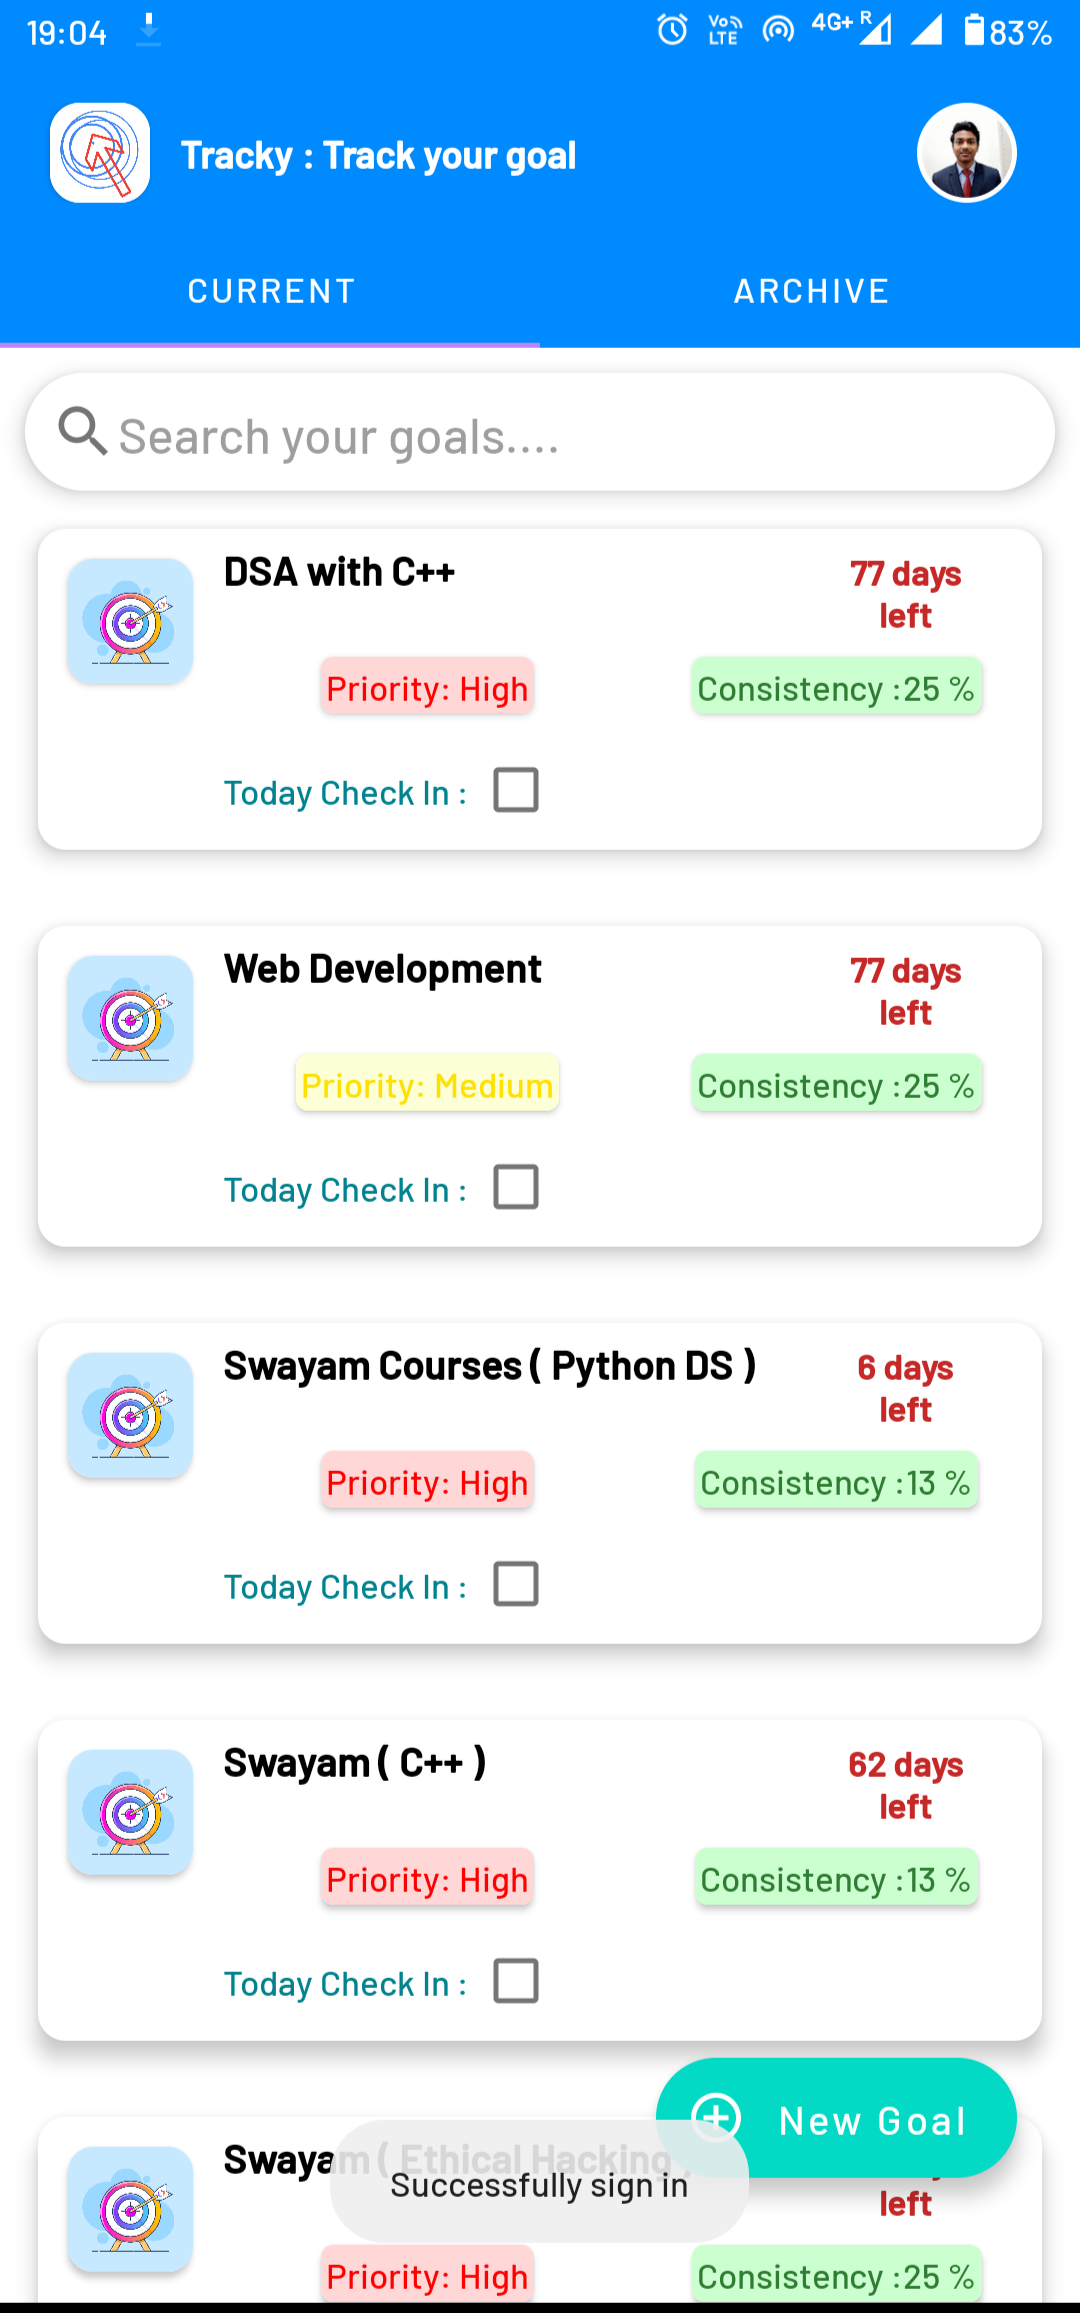 19:04
Vo LTE 4G+ R 83%
Tracky : Track your goal
CURRENT ARCHIVE
Search your goals....
DSA with C++
77 days
left
Priority: High Consistency :25 %
Today Check In :
Web Development
77 days
left
Priority: Medium Consistency :25 %
Today Check In :
Swayam Courses ( Python DS )
6 days
left
Priority: High Consistency :13 %
Today Check In :
Swayam ( C++ )
62 days
left
Priority: High Consistency :13 %
Today Check In :
New Goal
Swayam ( Ethical Hacking
Successfully sign in
left
Priority: High Consistency :25 %